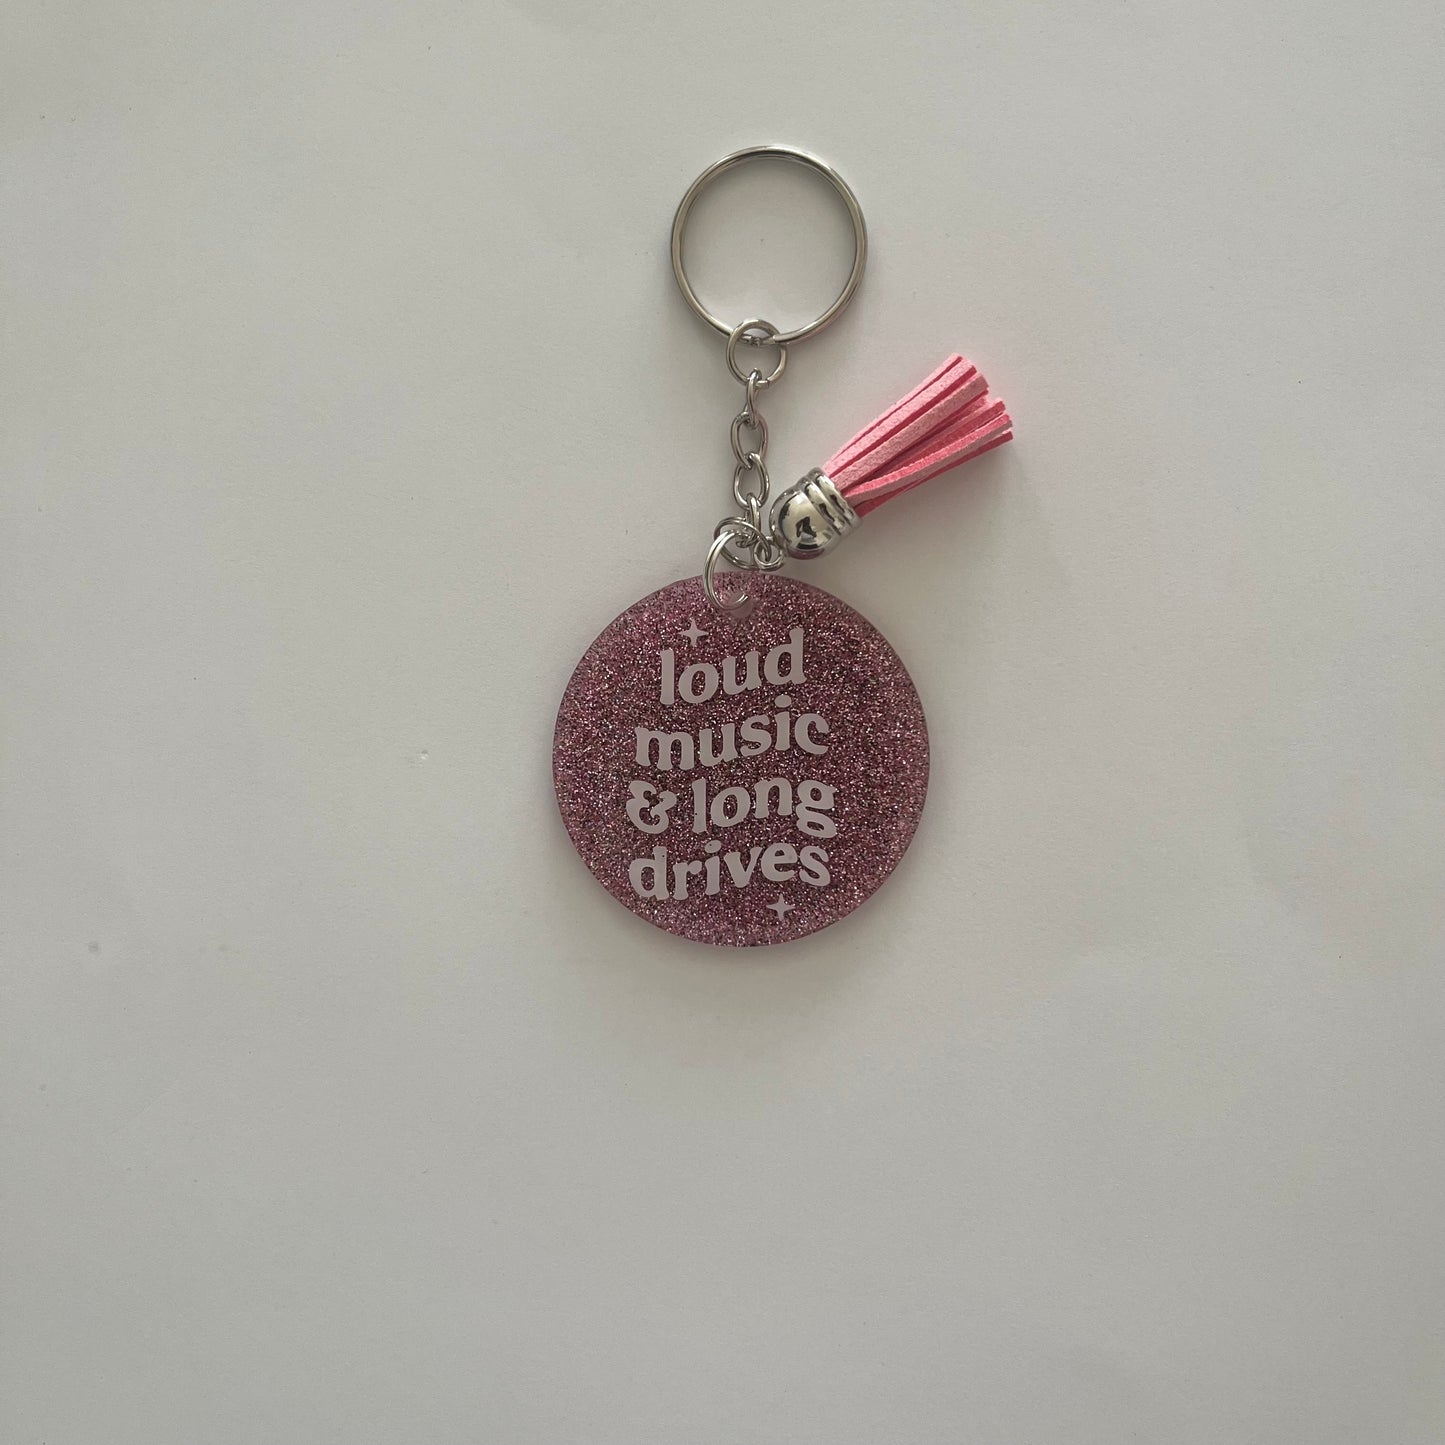 loud
music
& long
drives